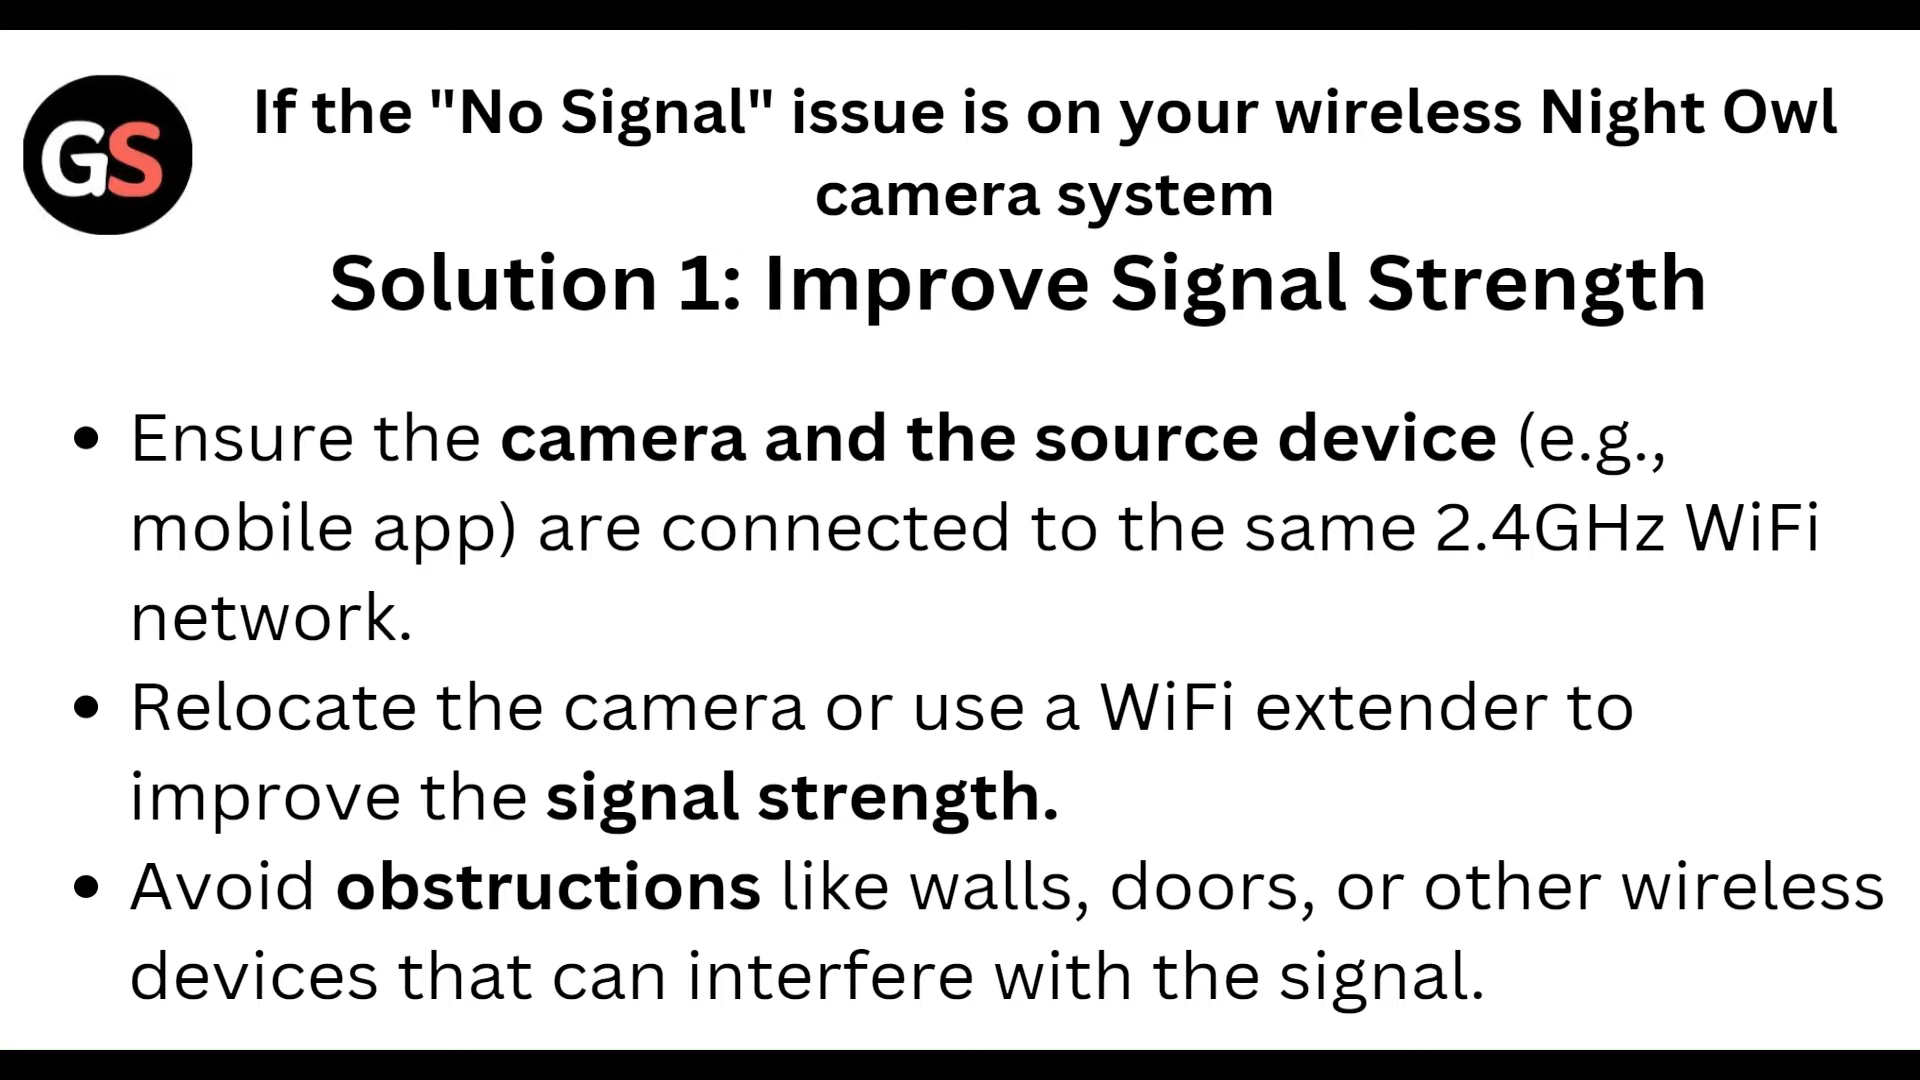 GS
If the "No Signal" issue is on your wireless Night Owl
camera system
Solution 1: Improve Signal Strength
• Ensure the camera and the source device (e.g.,
mobile app) are connected to the same 2.4GHz WiFi
network.
• Relocate the camera or use a WiFi extender to
improve the signal strength.
• Avoid obstructions like walls, doors, or other wireless
devices that can interfere with the signal.